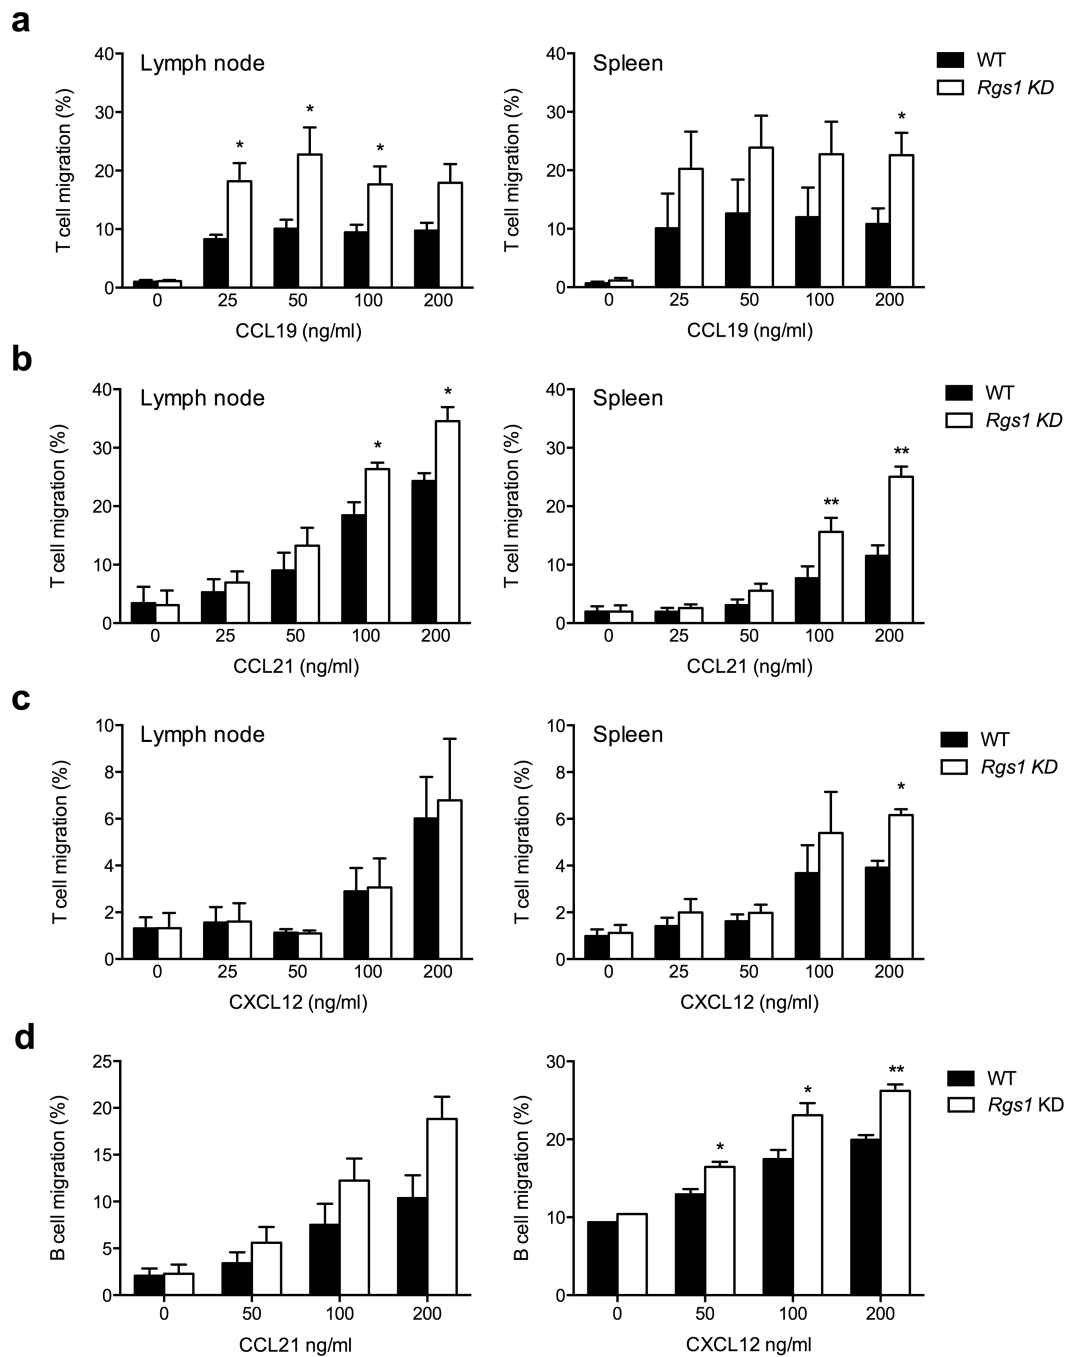 a
Lymph node
T cell migration (%)
40
30
20
10
0
* * *
0 25 50 100 200
CCL19 (ng/ml)
Spleen
T cell migration (%)
40
30
20
10
0
*
0 25 50 100 200
CCL19 (ng/ml)
WT
Rgs1 KD
b
Lymph node
T cell migration (%)
40
30
20
10
0
* *
0 25 50 100 200
CCL21 (ng/ml)
Spleen
T cell migration (%)
40
30
20
10
0
** **
0 25 50 100 200
CCL21 (ng/ml)
WT
Rgs1 KD
c
Lymph node
T cell migration (%)
10
8
6
4
2
0
0 25 50 100 200
CXCL12 (ng/ml)
Spleen
T cell migration (%)
10
8
6
4
2
0
*
0 25 50 100 200
CXCL12 (ng/ml)
WT
Rgs1 KD
d
B cell migration (%)
25
20
15
10
5
0
0 50 100 200
CCL21 ng/ml
B cell migration (%)
30
20
10
0
* * **
0 50 100 200
CXCL12 ng/ml
WT
Rgs1 KD